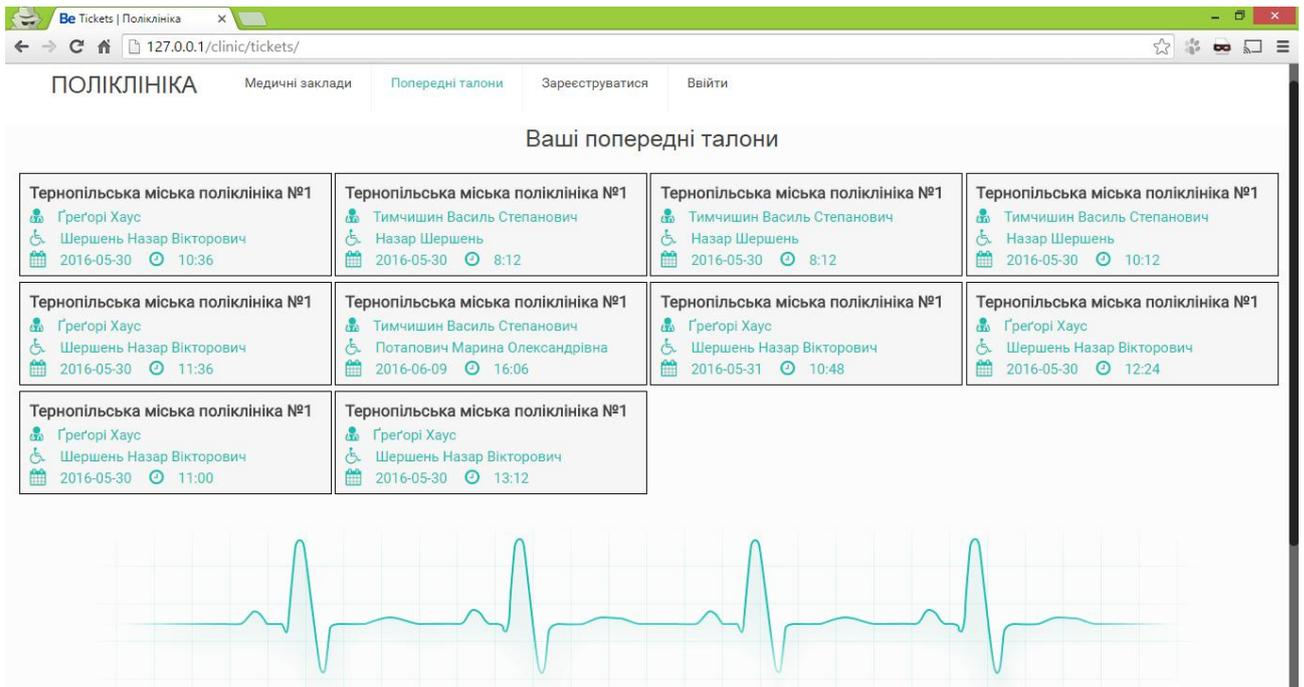 Be Tickets | Поліклініка
127.0.0.1/clinic/tickets/
ПОЛІКЛІНІКА Медичні заклади Попередні талони Зареєструватися Ввійти
Ваші попередні талони
Тернопільська міська поліклініка №1
Ґреґорі Хаус
Шершень Назар Вікторович
2016-05-30 10:36
Тернопільська міська поліклініка №1
Тимчишин Василь Степанович
Назар Шершень
2016-05-30 8:12
Тернопільська міська поліклініка №1
Тимчишин Василь Степанович
Назар Шершень
2016-05-30 8:12
Тернопільська міська поліклініка №1
Тимчишин Василь Степанович
Назар Шершень
2016-05-30 10:12
Тернопільська міська поліклініка №1
Ґреґорі Хаус
Шершень Назар Вікторович
2016-05-30 11:36
Тернопільська міська поліклініка №1
Тимчишин Василь Степанович
Потапович Марина Олександрівна
2016-06-09 16:06
Тернопільська міська поліклініка №1
Ґреґорі Хаус
Шершень Назар Вікторович
2016-05-31 10:48
Тернопільська міська поліклініка №1
Ґреґорі Хаус
Шершень Назар Вікторович
2016-05-30 12:24
Тернопільська міська поліклініка №1
Ґреґорі Хаус
Шершень Назар Вікторович
2016-05-30 11:00
Тернопільська міська поліклініка №1
Ґреґорі Хаус
Шершень Назар Вікторович
2016-05-30 13:12